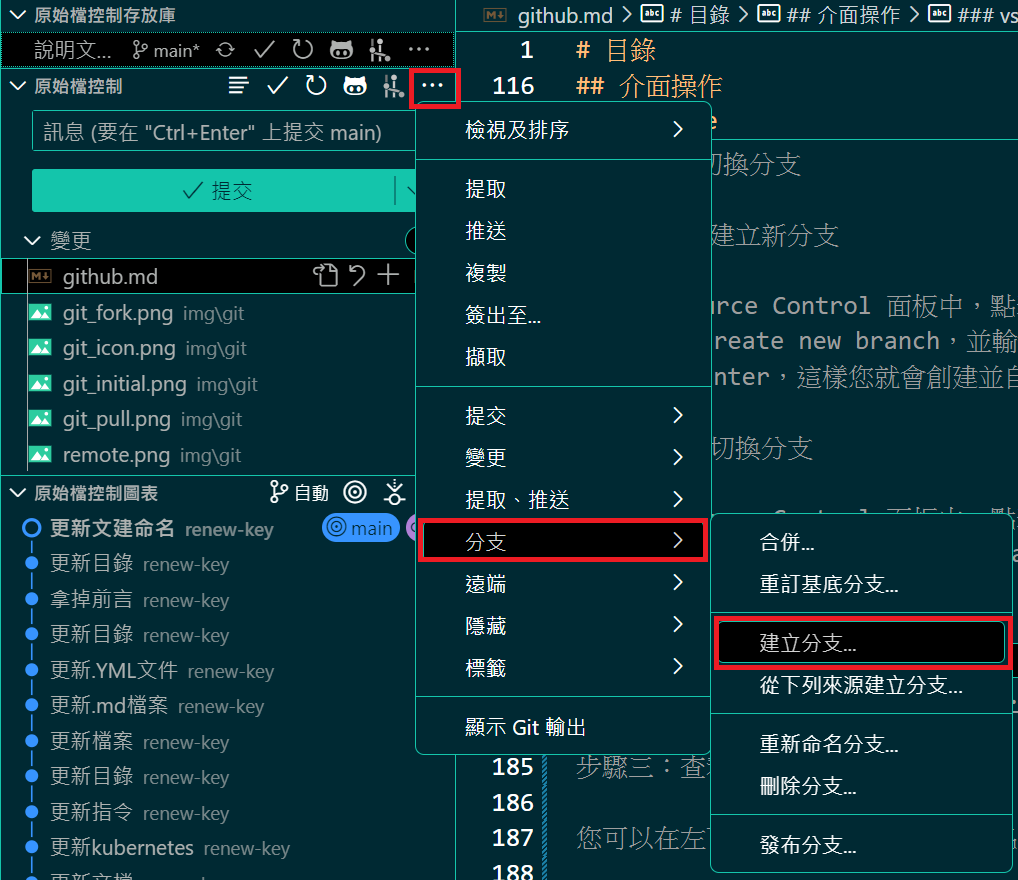 原始檔控制存放庫
說明文... main*
原始檔控制
訊息 (要在 "Ctrl+Enter" 上提交 main)
提交
變更
github.md
git_fork.png img\git
git_icon.png img\git
git_initial.png img\git
git_pull.png img\git
remote.png img\git
原始檔控制圖表 自動
更新文建命名 renew-key main
更新目錄 renew-key
拿掉前言 renew-key
更新目錄 renew-key
更新.YML文件 renew-key
更新.md檔案 renew-key
更新檔案 renew-key
更新目錄 renew-key
更新指令 renew-key
更新kubernetes renew-key
github.md > # 目錄 > ## 介面操作 > ### vs
1 # 目錄
116 ## 介面操作
切換分支
建立新分支
Control 面板中，點
new branch，並輸
這樣您就會創建並自
切換分支
185 步驟三：查
186
187 您可以在左
188
檢視及排序
提取
推送
複製
簽出至...
擷取
提交
變更
提取、推送
分支
遠端
隱藏
標籤
顯示 Git 輸出
合併...
重訂基底分支...
建立分支...
從下列來源建立分支...
重新命名分支...
刪除分支...
發布分支...